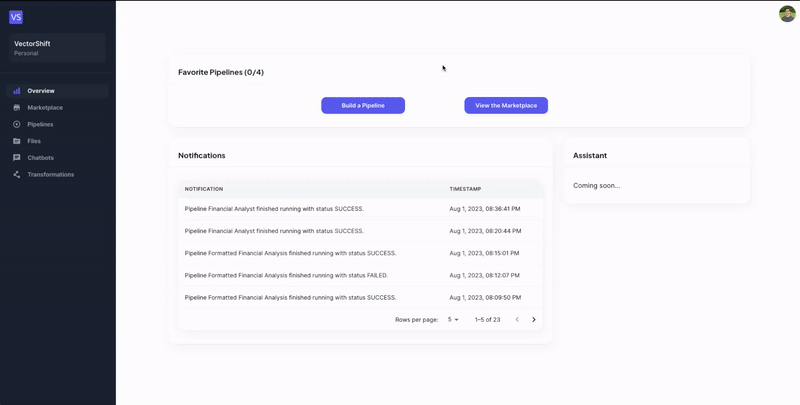 VS
VectorShift
Personal
Overview
Marketplace
Pipelines
Files
Chatbots
Transformations
Favorite Pipelines (0/4)
Build a Pipeline
View the Marketplace
Notifications
NOTIFICATION TIMESTAMP
Pipeline Financial Analyst finished running with status SUCCESS. Aug 1, 2023, 08:36:41 PM
Pipeline Financial Analyst finished running with status SUCCESS. Aug 1, 2023, 08:20:44 PM
Pipeline Formatted Financial Analysis finished running with status SUCCESS. Aug 1, 2023, 08:15:01 PM
Pipeline Formatted Financial Analysis finished running with status FAILED. Aug 1, 2023, 08:12:07 PM
Pipeline Formatted Financial Analysis finished running with status SUCCESS. Aug 1, 2023, 08:09:50 PM
Rows per page: 5 1–5 of 23
Assistant
Coming soon...